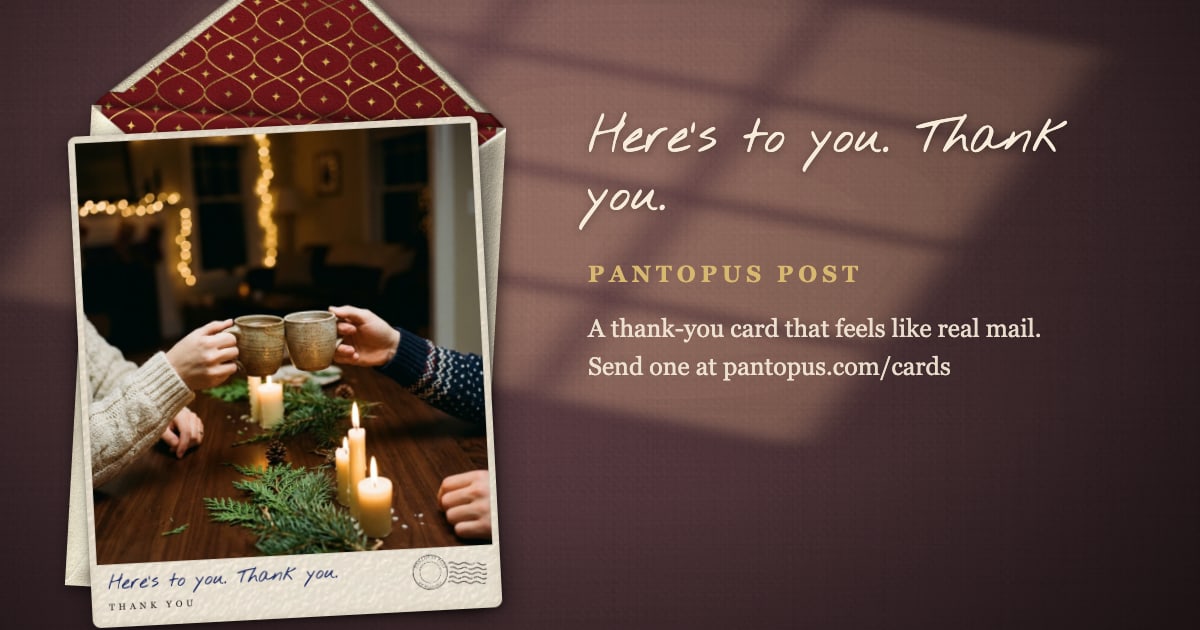 Here's to you. Thank
you.
PANTOPUS POST
A thank-you card that feels like real mail.
Send one at pantopus.com/cards
Here's to you. Thank you.
THANK YOU